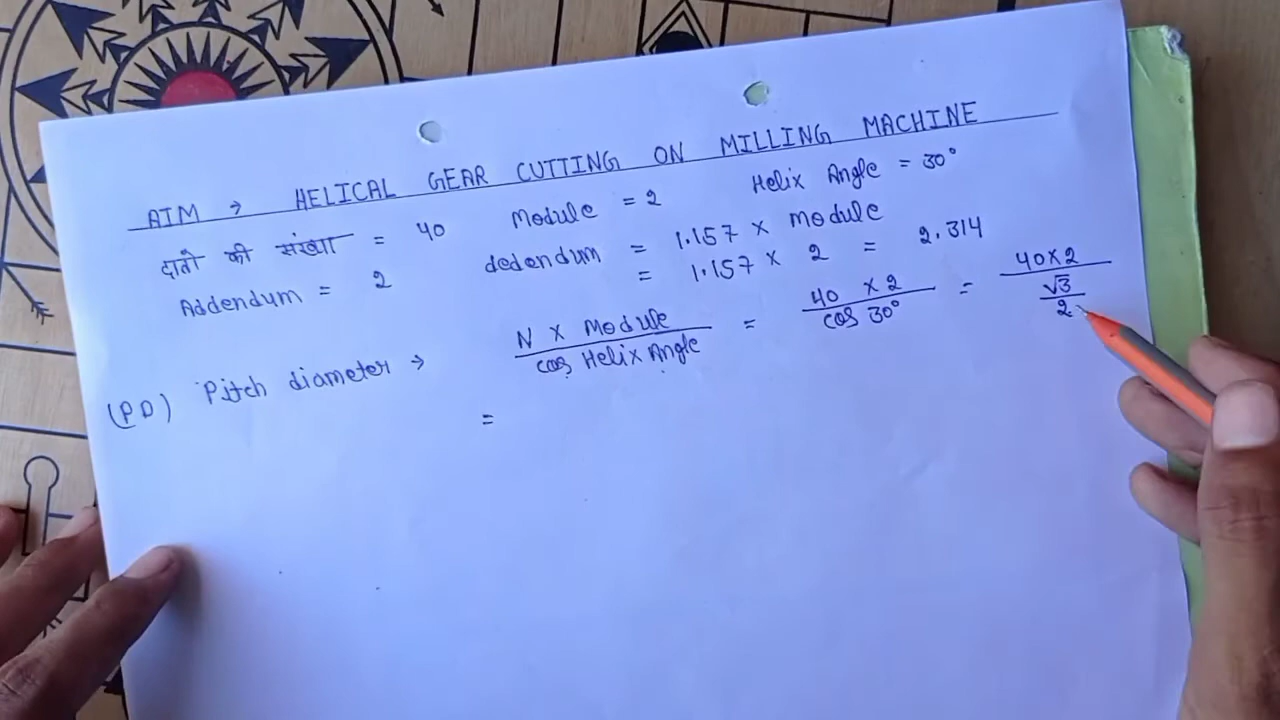 AIM → HELICAL GEAR CUTTING ON MILLING MACHINE
दातो की संख्या = 40 Module = 2 Helix Angle = 30°
Addendum = 2 dedendum = 1.157 × module
= 1.157 × 2 = 2.314
(PD) Pitch diameter → N × Module / cos Helix Angle = 40 × 2 / cos 30° = 40×2 / √3/2
=